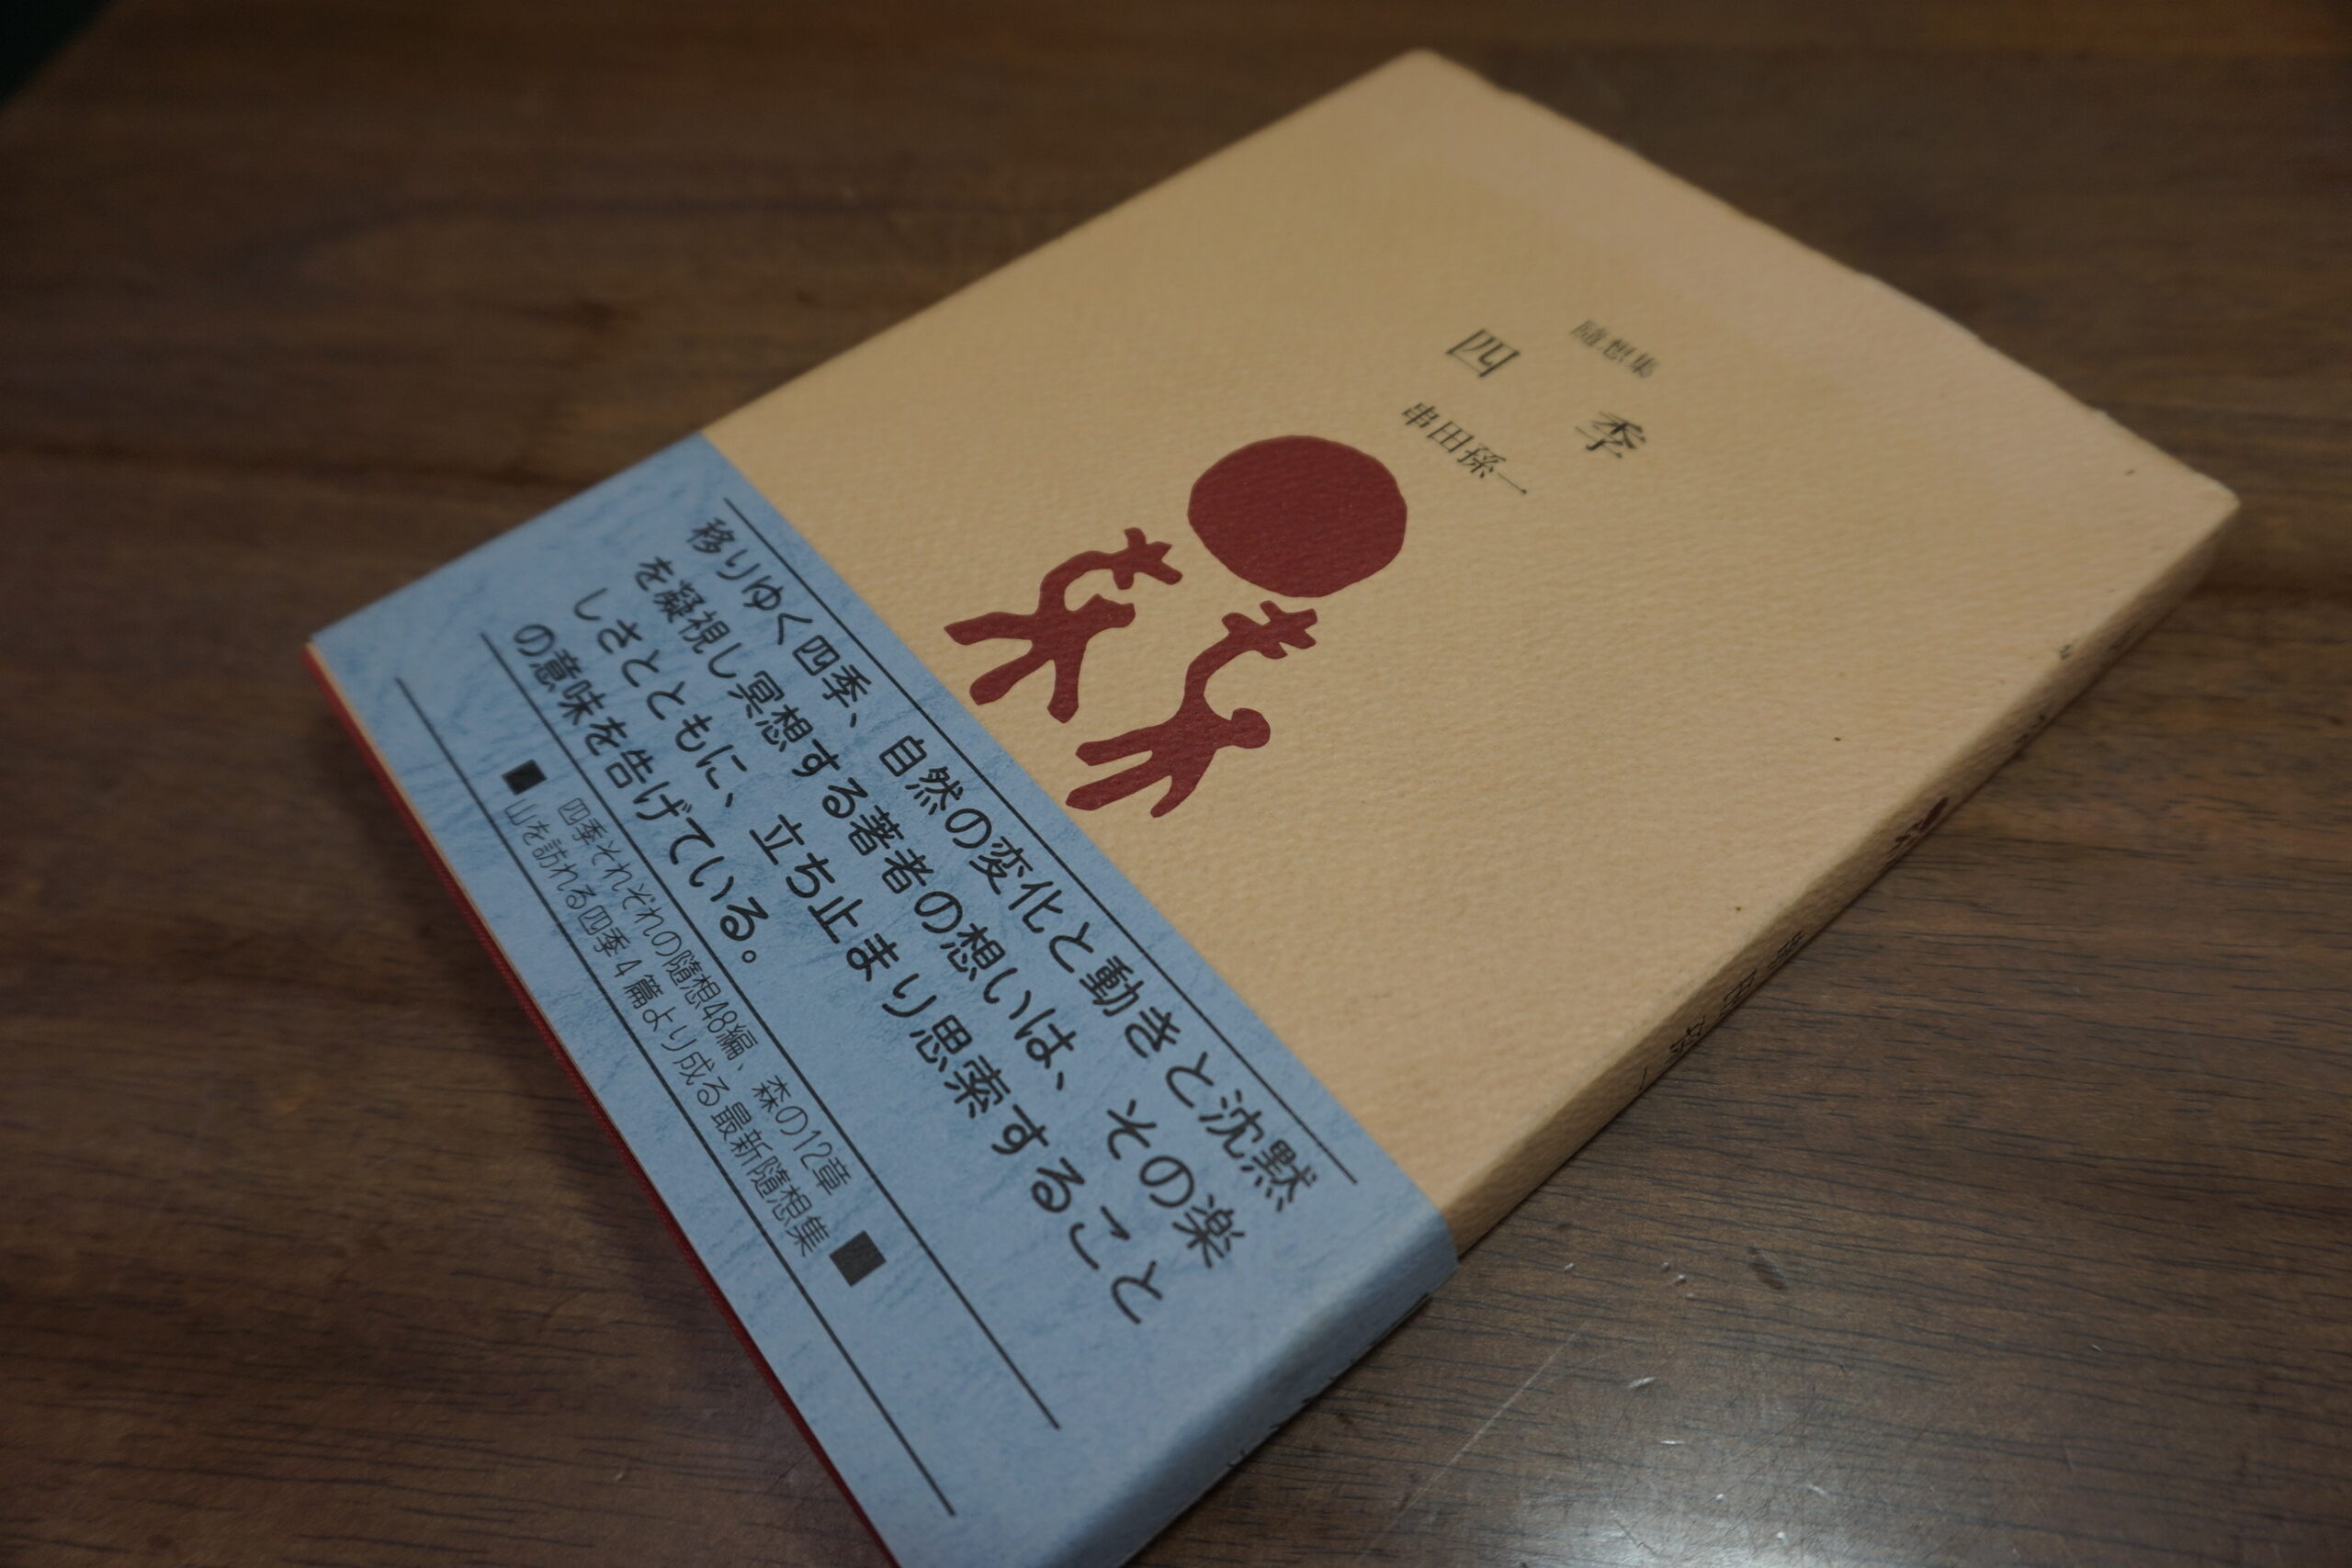 随想集
四季
串田孫一
移りゆく四季、自然の変化と動きと沈黙
を凝視し冥想する著者の想いは、その楽
しさとともに、立ち止まり思索すること
の意味を告げている。
■四季それぞれの随想48編、森の12章
山を訪れる四季4篇より成る最新随想集■